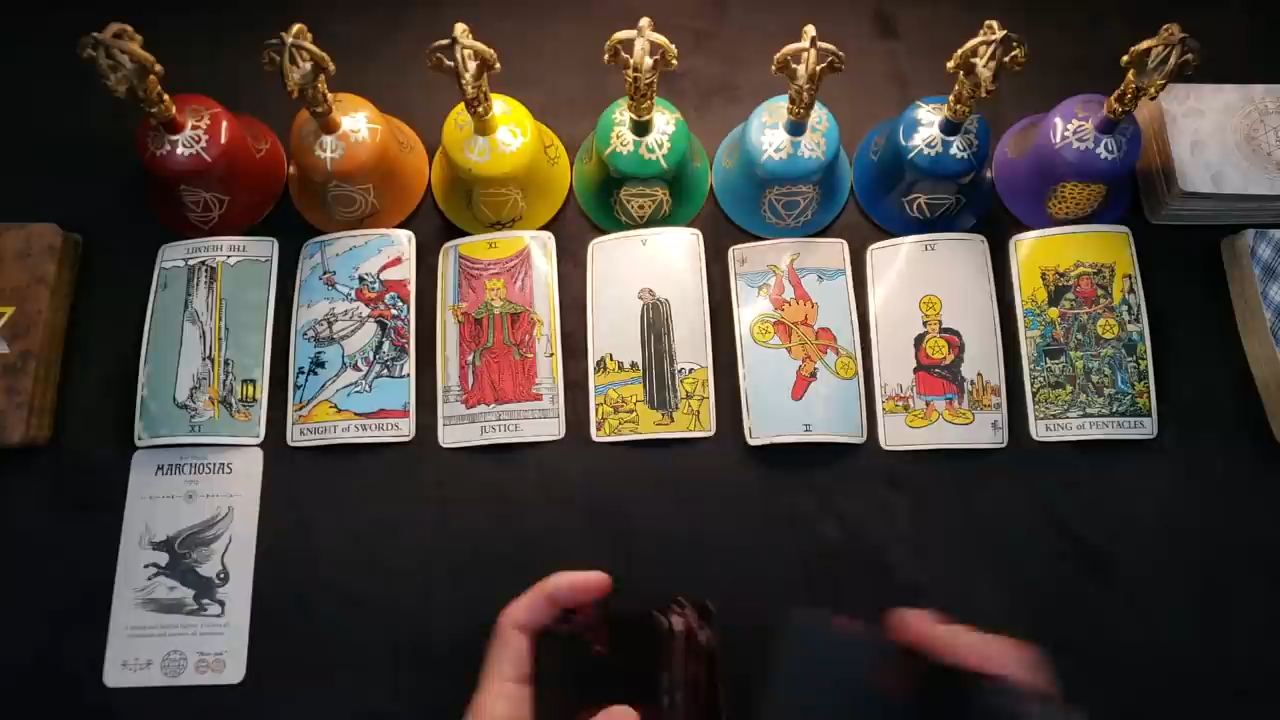 THE HERMIT.
IX
KNIGHT of SWORDS.
XI
JUSTICE.
V
II
IV
KING of PENTACLES.
MARCHOSIAS